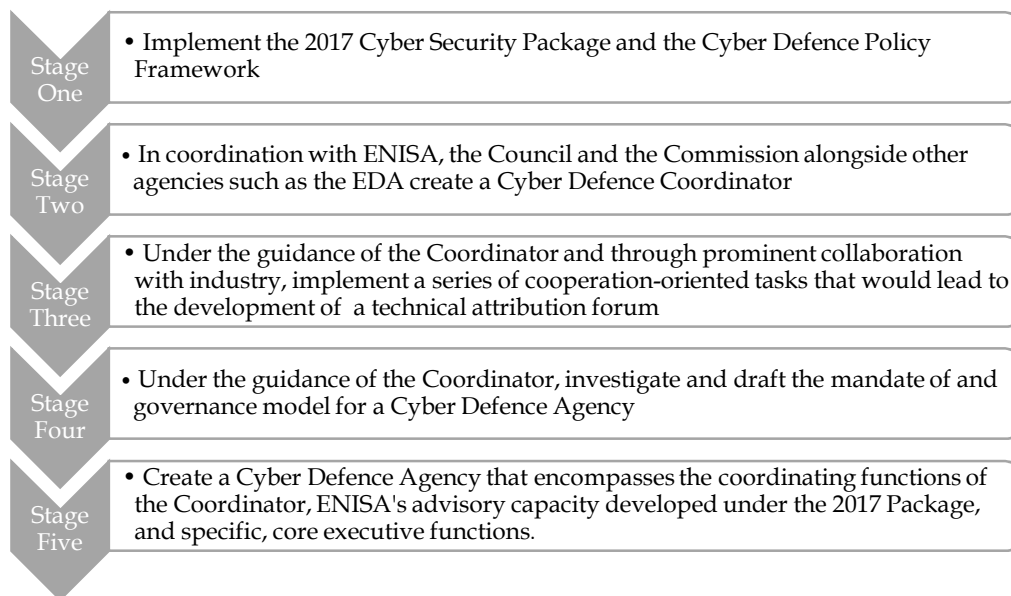 Stage
One
• Implement the 2017 Cyber Security Package and the Cyber Defence Policy
Framework
Stage
Two
• In coordination with ENISA, the Council and the Commission alongside other
agencies such as the EDA create a Cyber Defence Coordinator
Stage
Three
• Under the guidance of the Coordinator and through prominent collaboration
with industry, implement a series of cooperation-oriented tasks that would lead to
the development of a technical attribution forum
Stage
Four
• Under the guidance of the Coordinator, investigate and draft the mandate of and
governance model for a Cyber Defence Agency
Stage
Five
• Create a Cyber Defence Agency that encompasses the coordinating functions of
the Coordinator, ENISA's advisory capacity developed under the 2017 Package,
and specific, core executive functions.